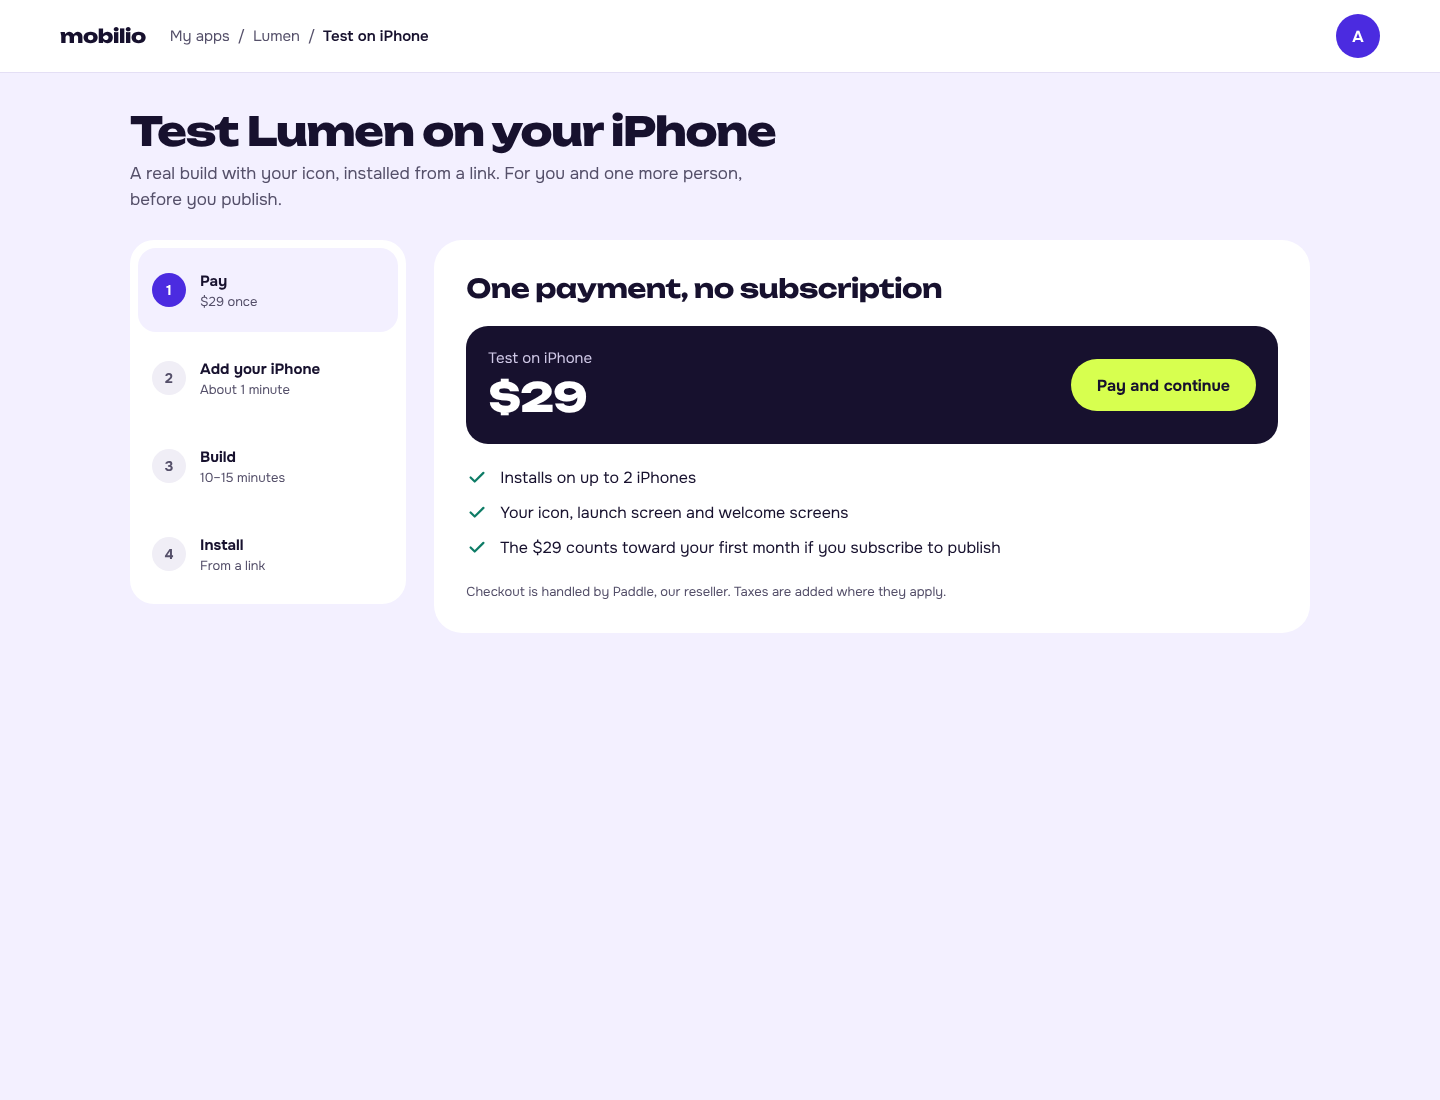 mobilio
My apps / Lumen / Test on iPhone
A
Test Lumen on your iPhone
A real build with your icon, installed from a link. For you and one more person,
before you publish.
1
Pay
$29 once
2
Add your iPhone
About 1 minute
3
Build
10–15 minutes
4
Install
From a link
One payment, no subscription
Test on iPhone
$29
Pay and continue
Installs on up to 2 iPhones
Your icon, launch screen and welcome screens
The $29 counts toward your first month if you subscribe to publish
Checkout is handled by Paddle, our reseller. Taxes are added where they apply.